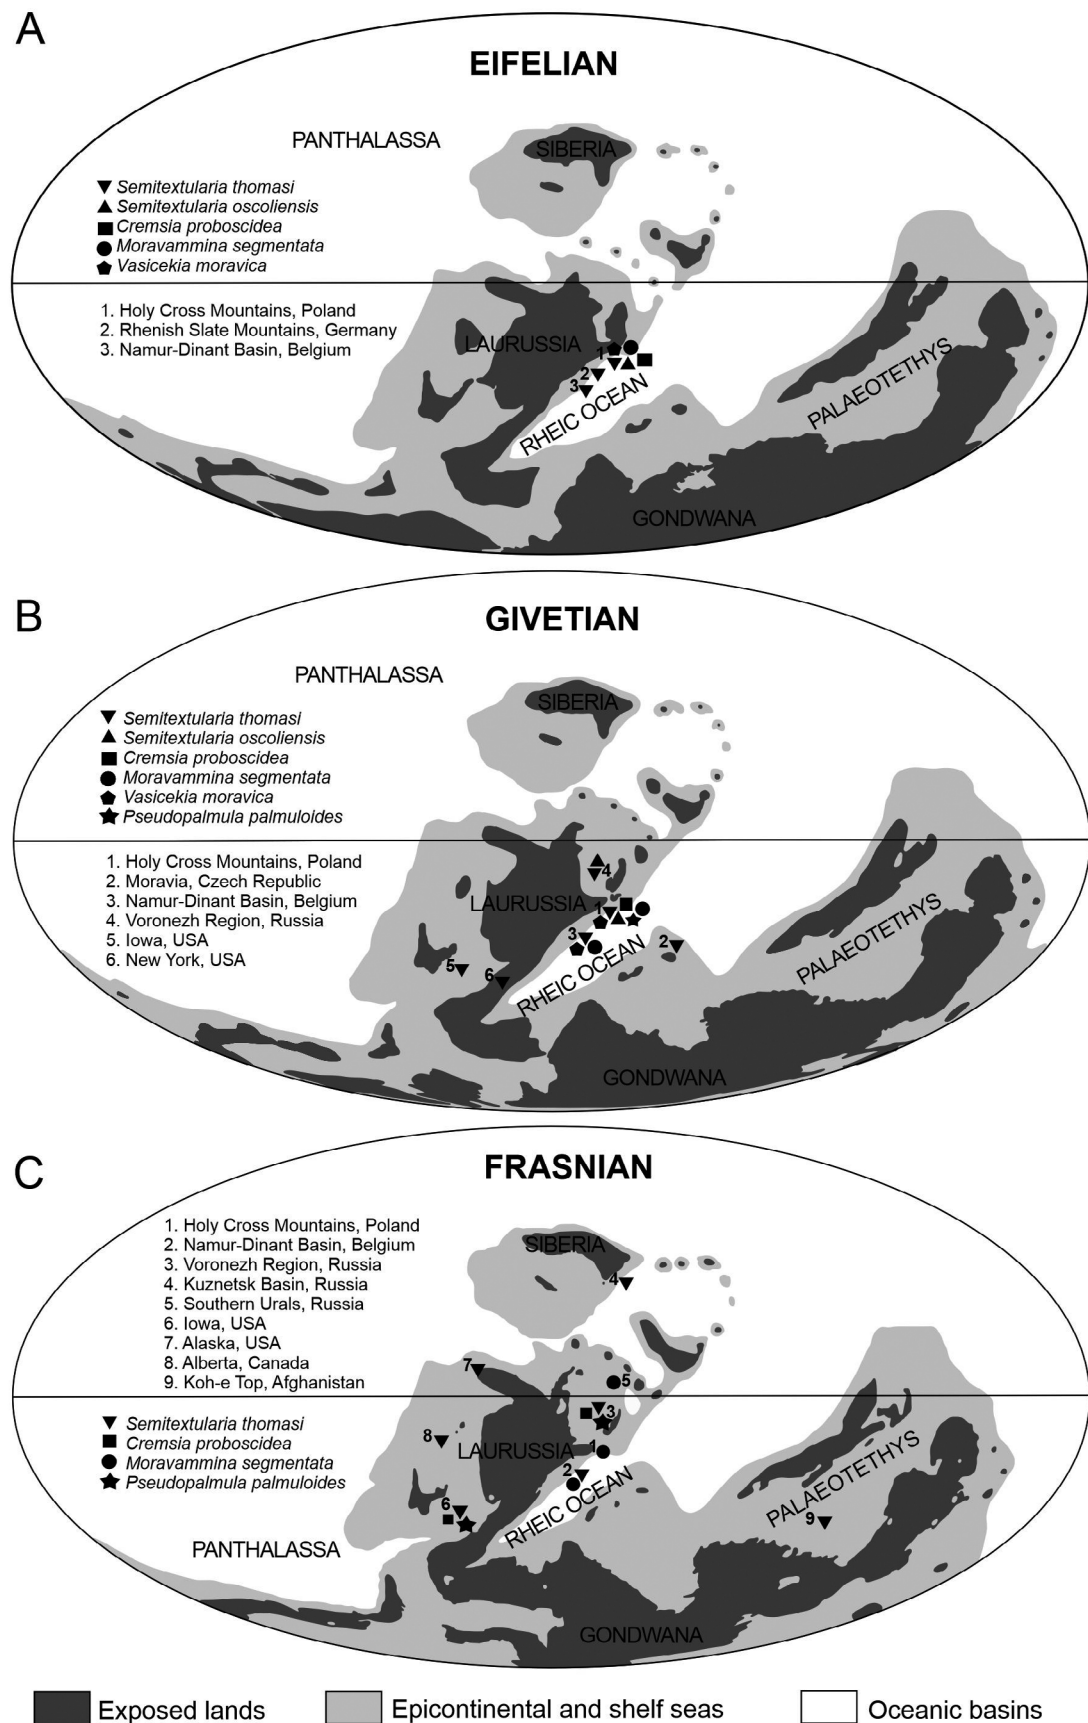 A
EIFELIAN
PANTHALASSA
SIBERIA
Semitextularia thomasi
Semitextularia oscoliensis
Cremsia proboscidea
Moravammina segmentata
Vasicekia moravica
1. Holy Cross Mountains, Poland
2. Rhenish Slate Mountains, Germany
3. Namur-Dinant Basin, Belgium
LAURUSSIA
1
2
3
RHEIC OCEAN
PALAEOTETHYS
GONDWANA
B
GIVETIAN
PANTHALASSA
SIBERIA
Semitextularia thomasi
Semitextularia oscoliensis
Cremsia proboscidea
Moravammina segmentata
Vasicekia moravica
Pseudopalmula palmuloides
1. Holy Cross Mountains, Poland
2. Moravia, Czech Republic
3. Namur-Dinant Basin, Belgium
4. Voronezh Region, Russia
5. Iowa, USA
6. New York, USA
4
LAURUSSIA
1
3
2
5
6
RHEIC OCEAN
PALAEOTETHYS
GONDWANA
C
FRASNIAN
1. Holy Cross Mountains, Poland
2. Namur-Dinant Basin, Belgium
3. Voronezh Region, Russia
4. Kuznetsk Basin, Russia
5. Southern Urals, Russia
6. Iowa, USA
7. Alaska, USA
8. Alberta, Canada
9. Koh-e Top, Afghanistan
SIBERIA
4
7
5
Semitextularia thomasi
Cremsia proboscidea
Moravammina segmentata
Pseudopalmula palmuloides
3
8
LAURUSSIA
1
2
6
RHEIC OCEAN
PALAEOTETHYS
9
PANTHALASSA
GONDWANA
Exposed lands
Epicontinental and shelf seas
Oceanic basins